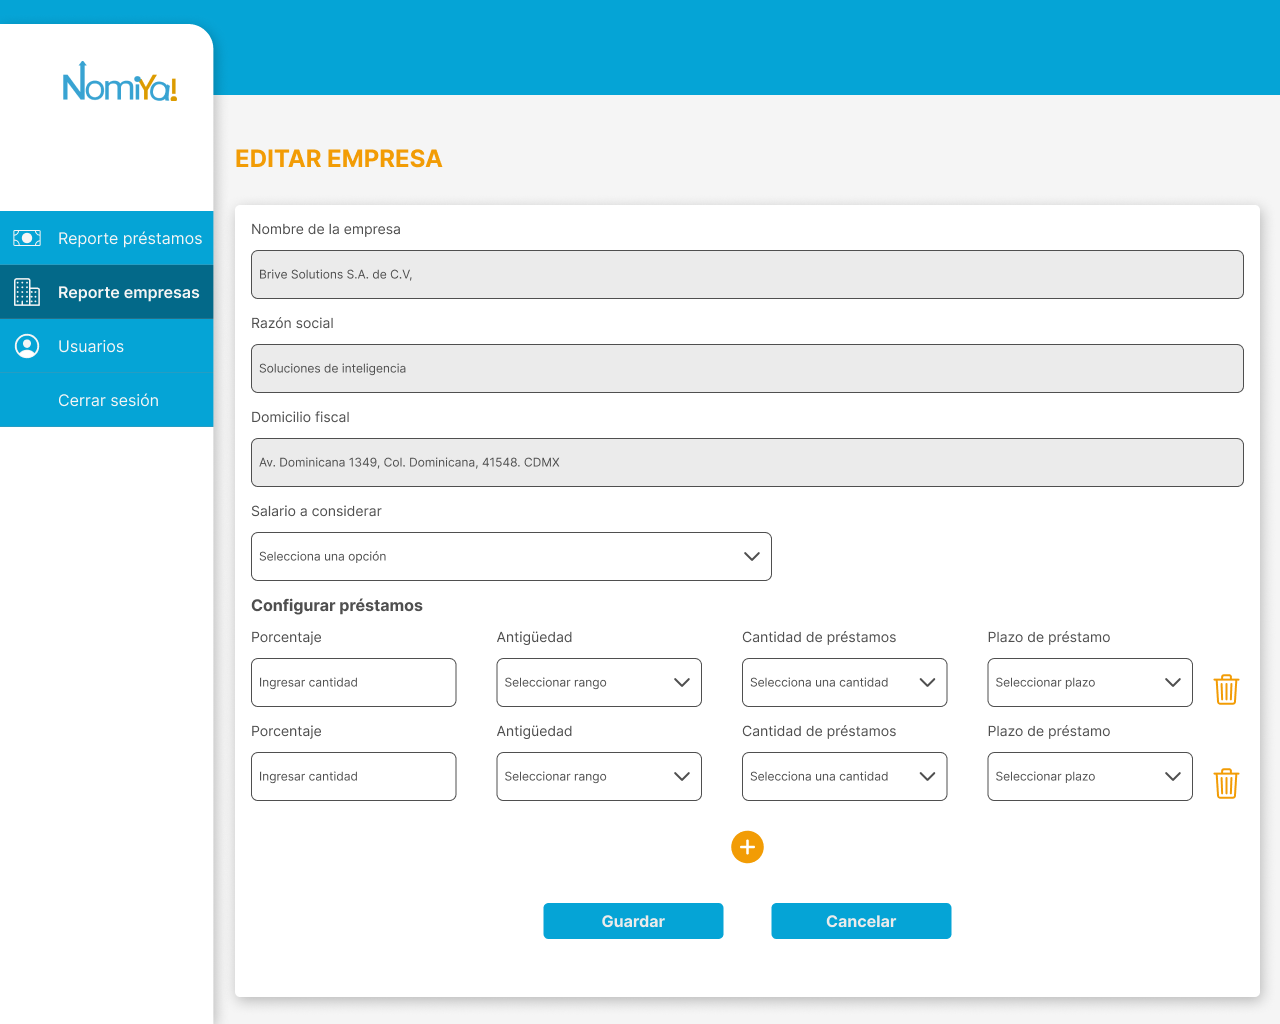 NomiYa!
Reporte préstamos
Reporte empresas
Usuarios
Cerrar sesión
EDITAR EMPRESA
Nombre de la empresa
Brive Solutions S.A. de C.V,
Razón social
Soluciones de inteligencia
Domicilio fiscal
Av. Dominicana 1349, Col. Dominicana, 41548. CDMX
Salario a considerar
Selecciona una opción
Configurar préstamos
Porcentaje Antigüedad Cantidad de préstamos Plazo de préstamo
Ingresar cantidad Seleccionar rango Selecciona una cantidad Seleccionar plazo
Porcentaje Antigüedad Cantidad de préstamos Plazo de préstamo
Ingresar cantidad Seleccionar rango Selecciona una cantidad Seleccionar plazo
Guardar Cancelar